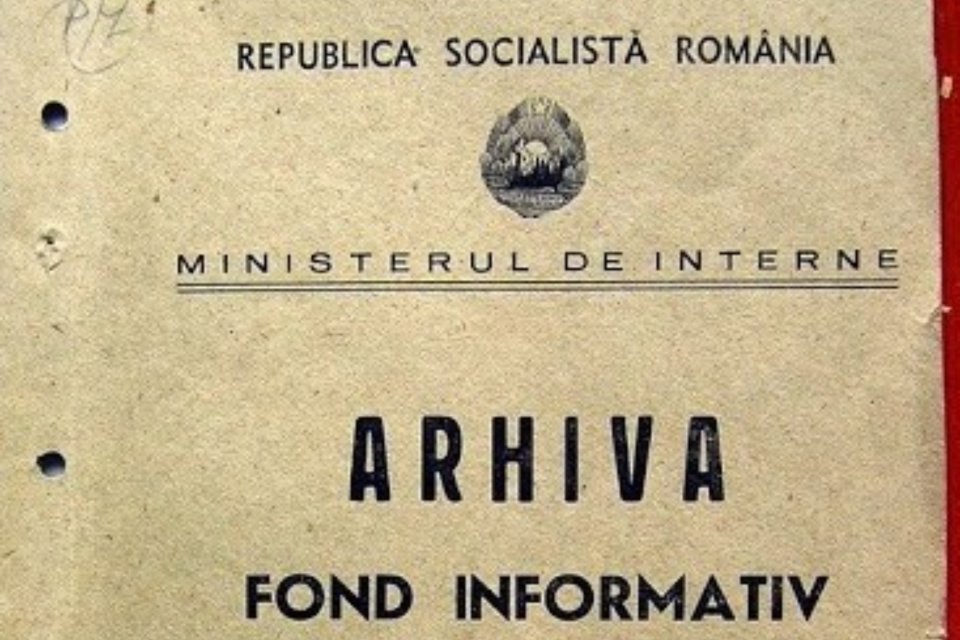 REPUBLICA SOCIALISTĂ ROMÂNIA
MINISTERUL DE INTERNE
ARHIVA
FOND INFORMATIV